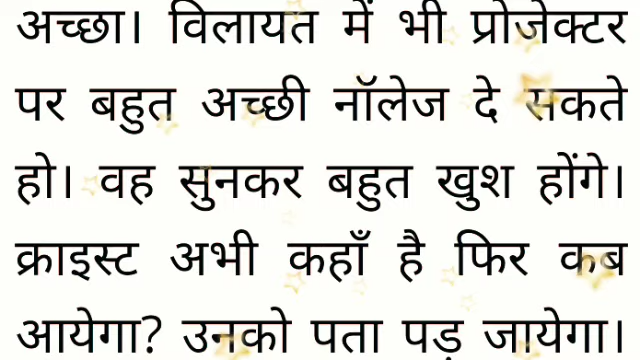 अच्छा। विलायत में भी प्रोजेक्टर
पर बहुत अच्छी नॉलेज दे सकते
हो। वह सुनकर बहुत खुश होंगे।
क्राइस्ट अभी कहाँ है फिर कब
आयेगा? उनको पता पड़ जायेगा।